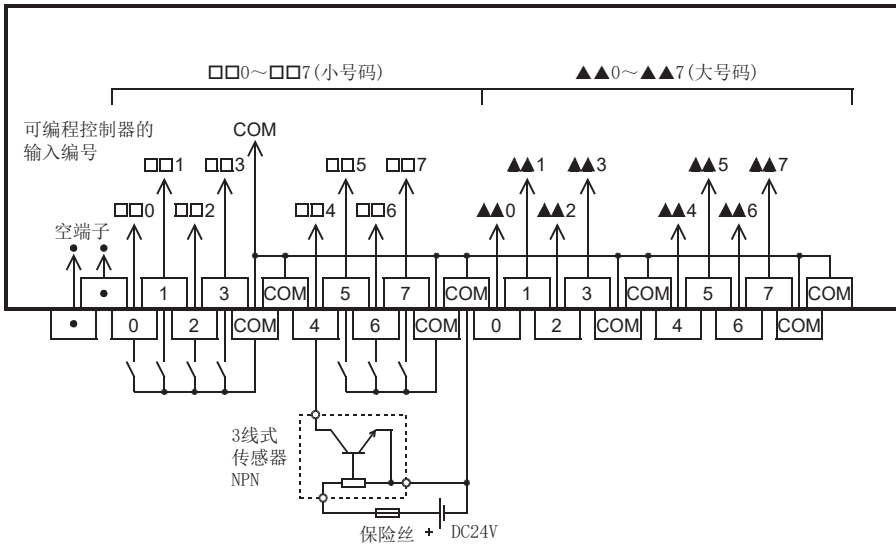 □□0～□□7(小号码)
▲▲0～▲▲7(大号码)
可编程控制器的
输入编号
COM
□□1
□□3
□□5
□□7
▲▲1
▲▲3
▲▲5
▲▲7
□□0
□□2
□□4
□□6
▲▲0
▲▲2
▲▲4
▲▲6
空端子
• 1 3 COM 5 7 COM 1 3 COM 5 7 COM
• 0 2 COM 4 6 COM 0 2 COM 4 6 COM
3线式
传感器
NPN
保险丝 + DC24V